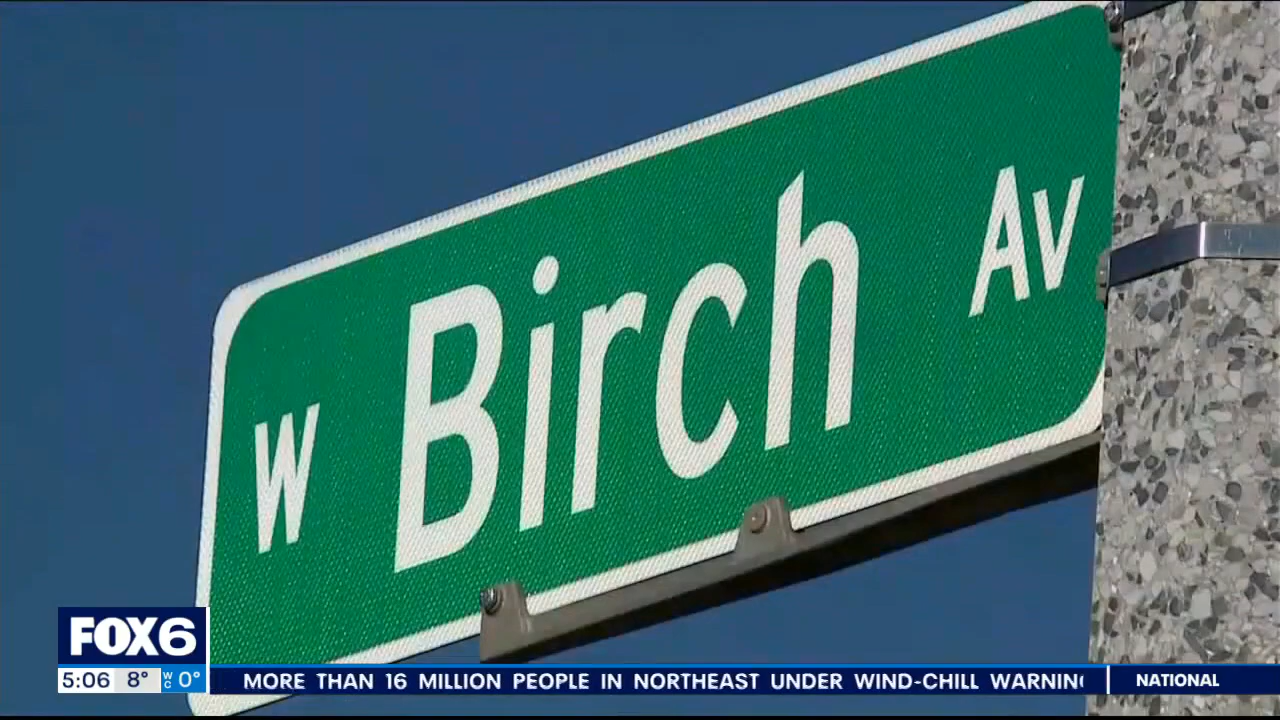 W Birch Av
FOX6
5:06 8° WC 0°
MORE THAN 16 MILLION PEOPLE IN NORTHEAST UNDER WIND-CHILL
NATIONAL